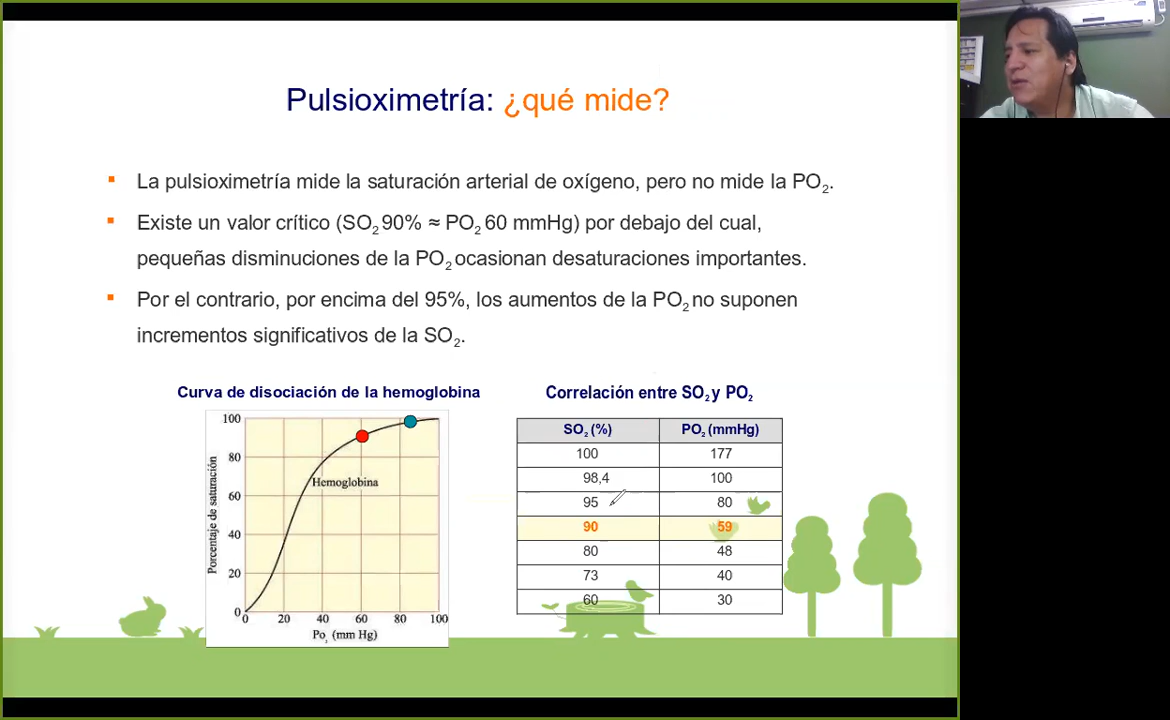 Pulsioximetría: ¿qué mide?
▪ La pulsioximetría mide la saturación arterial de oxígeno, pero no mide la PO2.
▪ Existe un valor crítico (SO2 90% ≈ PO2 60 mmHg) por debajo del cual,
pequeñas disminuciones de la PO2 ocasionan desaturaciones importantes.
▪ Por el contrario, por encima del 95%, los aumentos de la PO2 no suponen
incrementos significativos de la SO2.
Curva de disociación de la hemoglobina
Porcentaje de saturación
100
80
60
40
20
0
Hemoglobina
0 20 40 60 80 100
Po2 (mm Hg)
Correlación entre SO2 y PO2
SO2 (%) PO2 (mmHg)
100 177
98,4 100
95 80
90 59
80 48
73 40
60 30